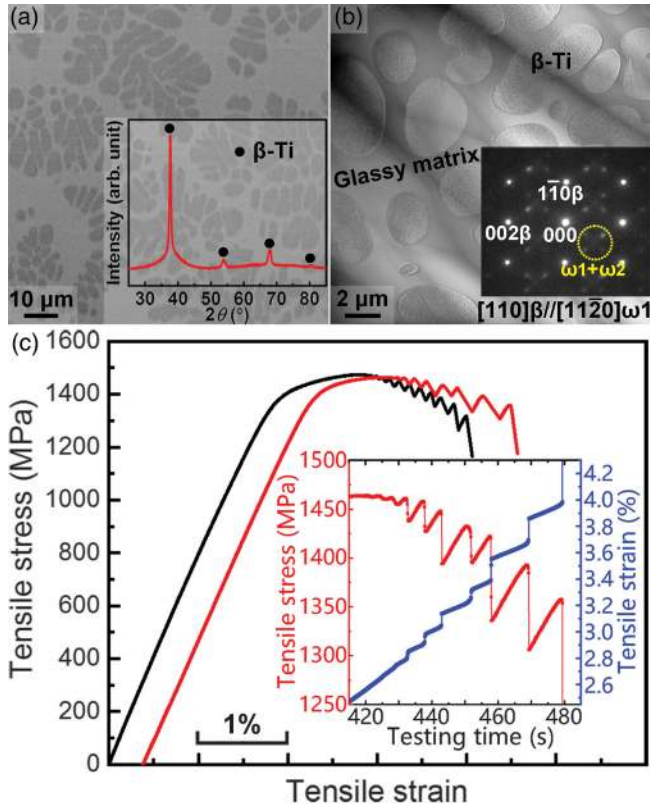 (a)
β-Ti
Intensity (arb. unit)
30 40 50 60 70 80
2θ(°)
10 μm
(b)
β-Ti
Glassy matrix
11̄0β
002β 000
ω1+ω2
2 μm
[110]β//[112̄0]ω1
(c)
Tensile stress (MPa)
1600
1400
1200
1000
800
600
400
200
0
1%
Tensile strain
Tensile stress (MPa)
1500
1450
1400
1350
1300
1250
420 440 460 480
Testing time (s)
4.2
4.0
3.8
3.6
3.4
3.2
3.0
2.8
2.6
Tensile strain (%)